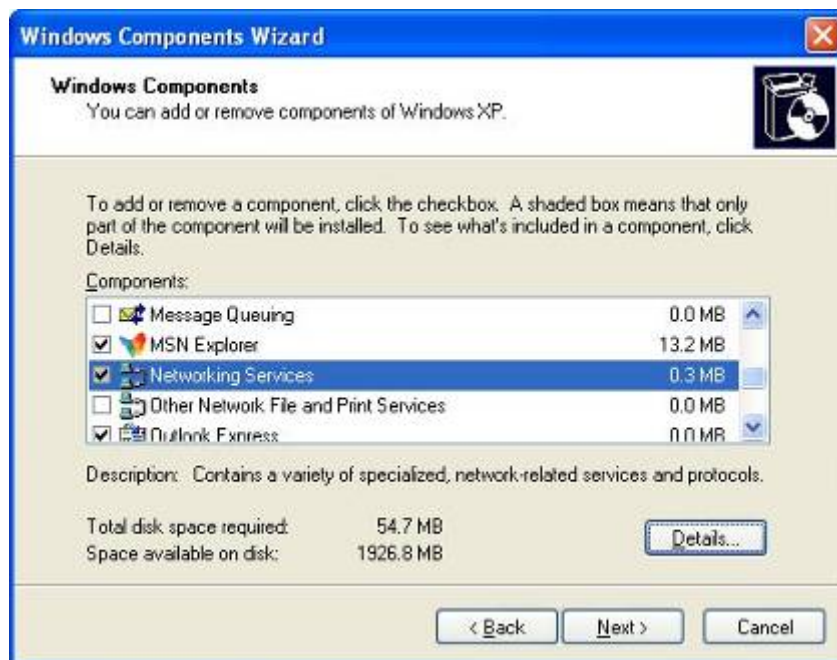 Windows Components Wizard
Windows Components
You can add or remove components of Windows XP.
To add or remove a component, click the checkbox. A shaded box means that only
part of the component will be installed. To see what's included in a component, click
Details.
Components:
Message Queuing 0.0 MB
MSN Explorer 13.2 MB
Networking Services 0.3 MB
Other Network File and Print Services 0.0 MB
Outlook Express 0.0 MB
Description: Contains a variety of specialized, network-related services and protocols.
Total disk space required: 54.7 MB
Space available on disk: 1926.8 MB
Details...
< Back Next > Cancel